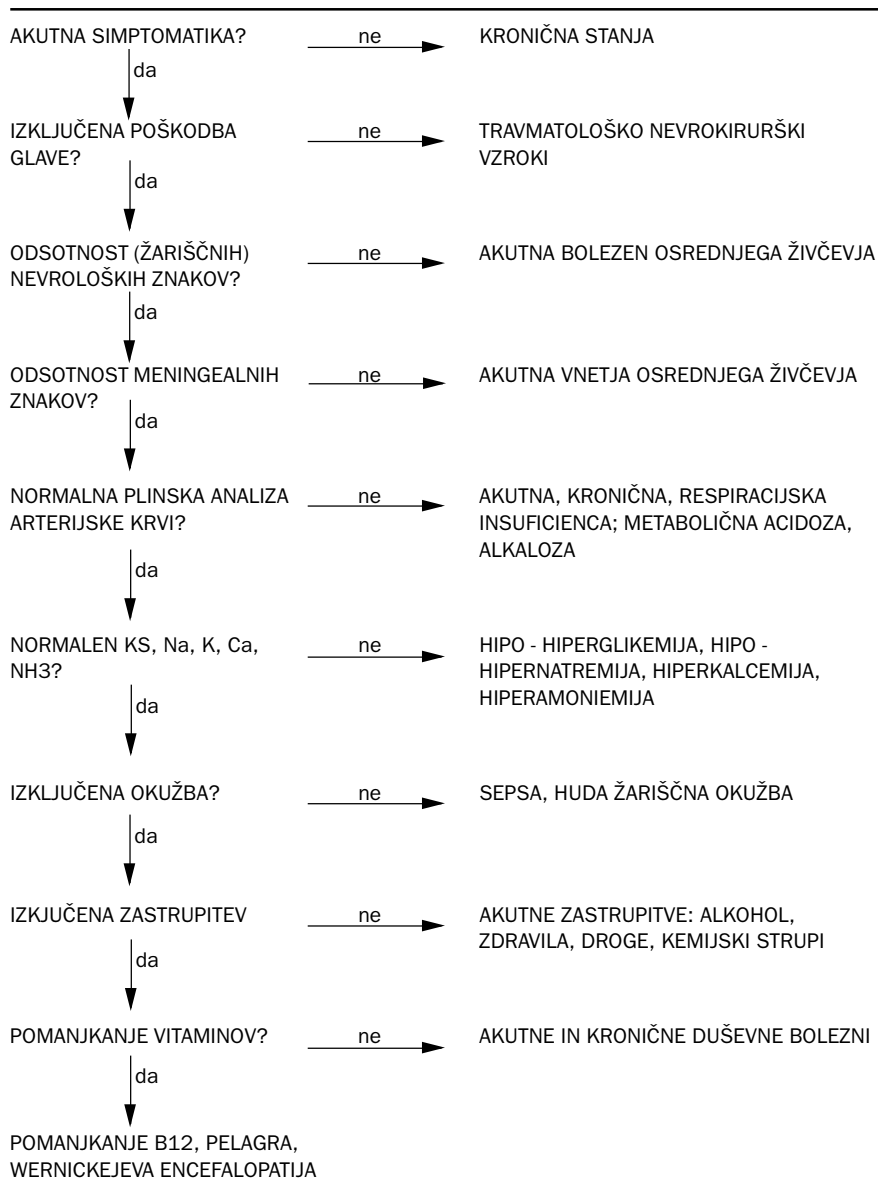 AKUTNA SIMPTOMATIKA? ne KRONIČNA STANJA
da
IZKLJUČENA POŠKODBA ne TRAVMATOLOŠKO NEVROKIRURŠKI
GLAVE? VZROKI
da
ODSOTNOST (ŽARIŠČNIH) ne AKUTNA BOLEZEN OSREDNJEGA ŽIVČEVJA
NEVROLOŠKIH ZNAKOV?
da
ODSOTNOST MENINGEALNIH ne AKUTNA VNETJA OSREDNJEGA ŽIVČEVJA
ZNAKOV?
da
NORMALNA PLINSKA ANALIZA ne AKUTNA, KRONIČNA, RESPIRACIJSKA
ARTERIJSKE KRVI? INSUFICIENCA; METABOLIČNA ACIDOZA,
ALKALOZA
da
NORMALEN KS, Na, K, Ca, ne HIPO - HIPERGLIKEMIJA, HIPO -
NH3? HIPERNATREMIJA, HIPERKALCEMIJA,
HIPERAMONIEMIJA
da
IZKLJUČENA OKUŽBA? ne SEPSA, HUDA ŽARIŠČNA OKUŽBA
da
IZKJUČENA ZASTRUPITEV ne AKUTNE ZASTRUPITVE: ALKOHOL,
ZDRAVILA, DROGE, KEMIJSKI STRUPI
da
POMANJKANJE VITAMINOV? ne AKUTNE IN KRONIČNE DUŠEVNE BOLEZNI
da
POMANJKANJE B12, PELAGRA,
WERNICKEJEVA ENCEFALOPATIJA